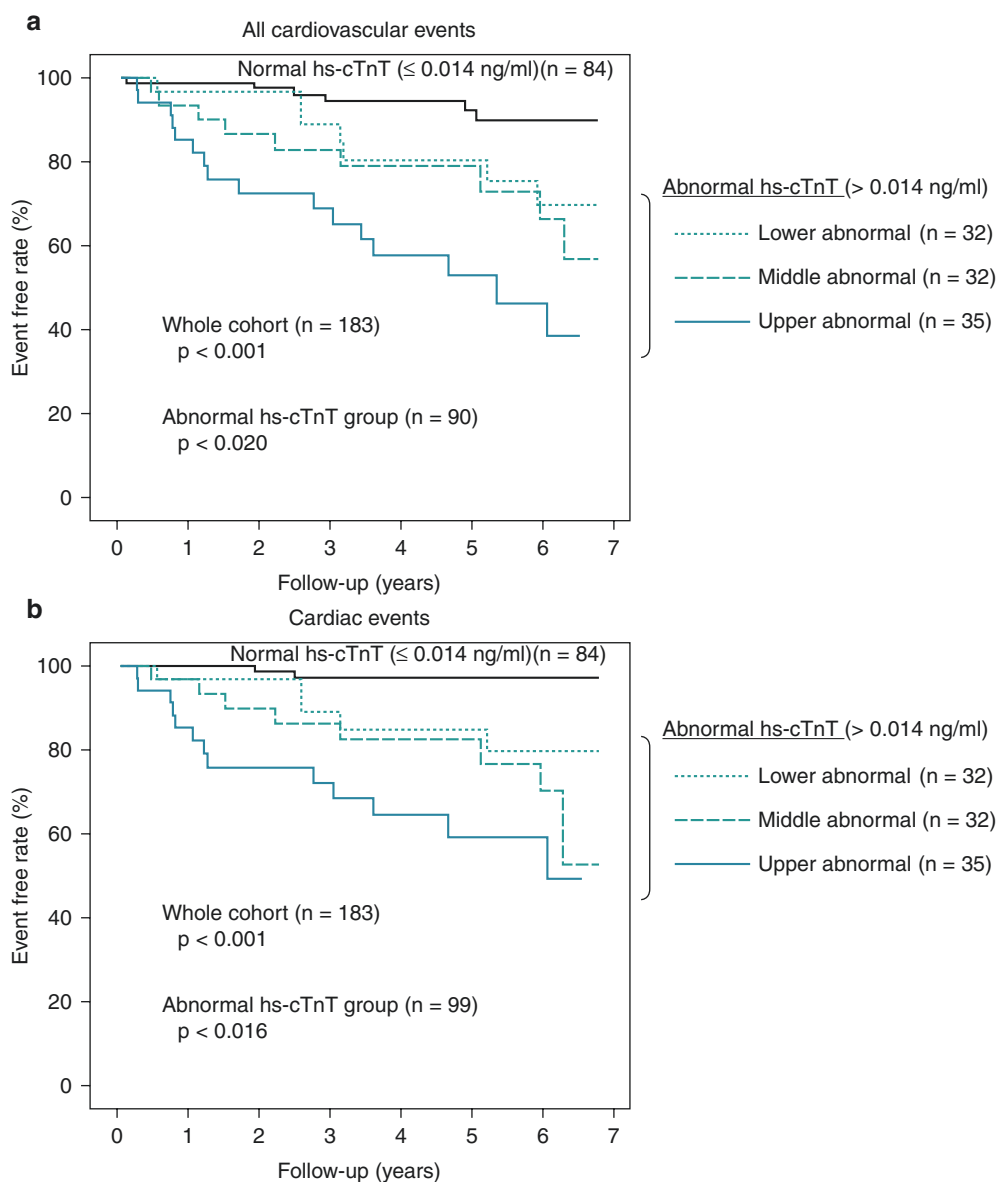 a
All cardiovascular events
Normal hs-cTnT (≤ 0.014 ng/ml)(n = 84)
100
80
60
40
20
0
Event free rate (%)
Whole cohort (n = 183)
p < 0.001
Abnormal hs-cTnT group (n = 90)
p < 0.020
0 1 2 3 4 5 6 7
Follow-up (years)
Abnormal hs-cTnT (> 0.014 ng/ml)
Lower abnormal (n = 32)
Middle abnormal (n = 32)
Upper abnormal (n = 35)
b
Cardiac events
Normal hs-cTnT (≤ 0.014 ng/ml)(n = 84)
100
80
60
40
20
0
Event free rate (%)
Whole cohort (n = 183)
p < 0.001
Abnormal hs-cTnT group (n = 99)
p < 0.016
0 1 2 3 4 5 6 7
Follow-up (years)
Abnormal hs-cTnT (> 0.014 ng/ml)
Lower abnormal (n = 32)
Middle abnormal (n = 32)
Upper abnormal (n = 35)